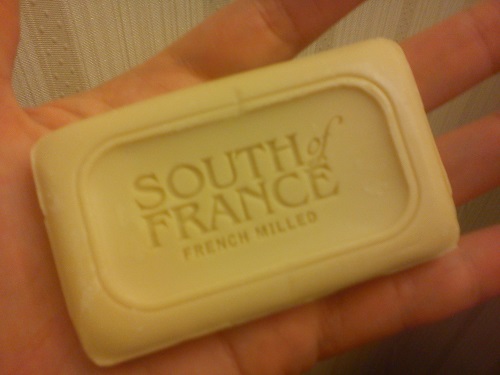 SOUTH of
FRANCE
FRENCH MILLED